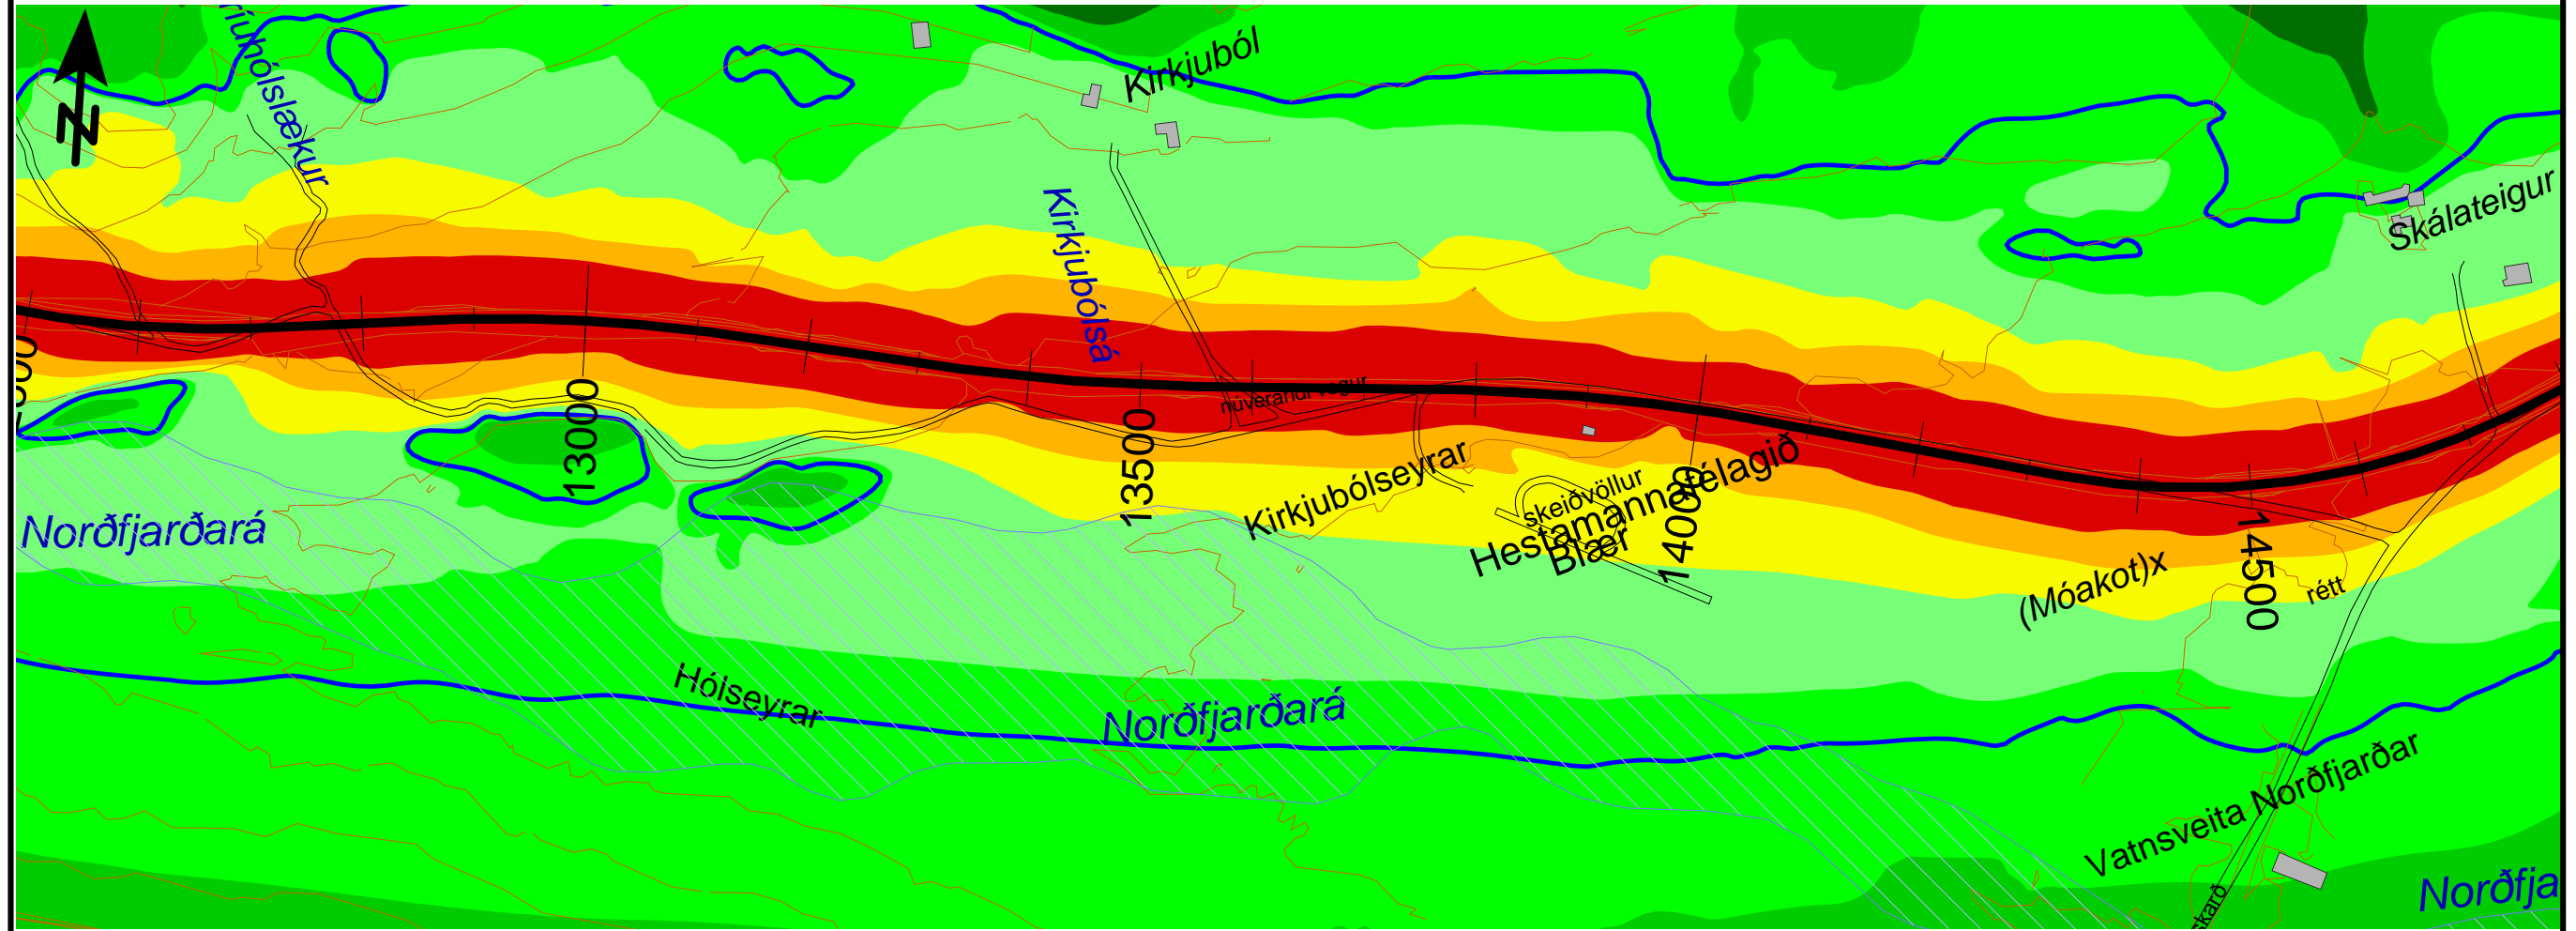 Kirkjuból
N
Skálateigur
Kirkjubólsá
núverandi vegur
13000
13500
14000
14500
Kirkjubólseyrar
skeiðvöllur
Hestamannafélagið
Blær
Norðfjarðará
(Móakot)x
rétt
Hólseyrar
Norðfjarðará
Vatnsveita Norðfjarðar
Norðfja
skarð